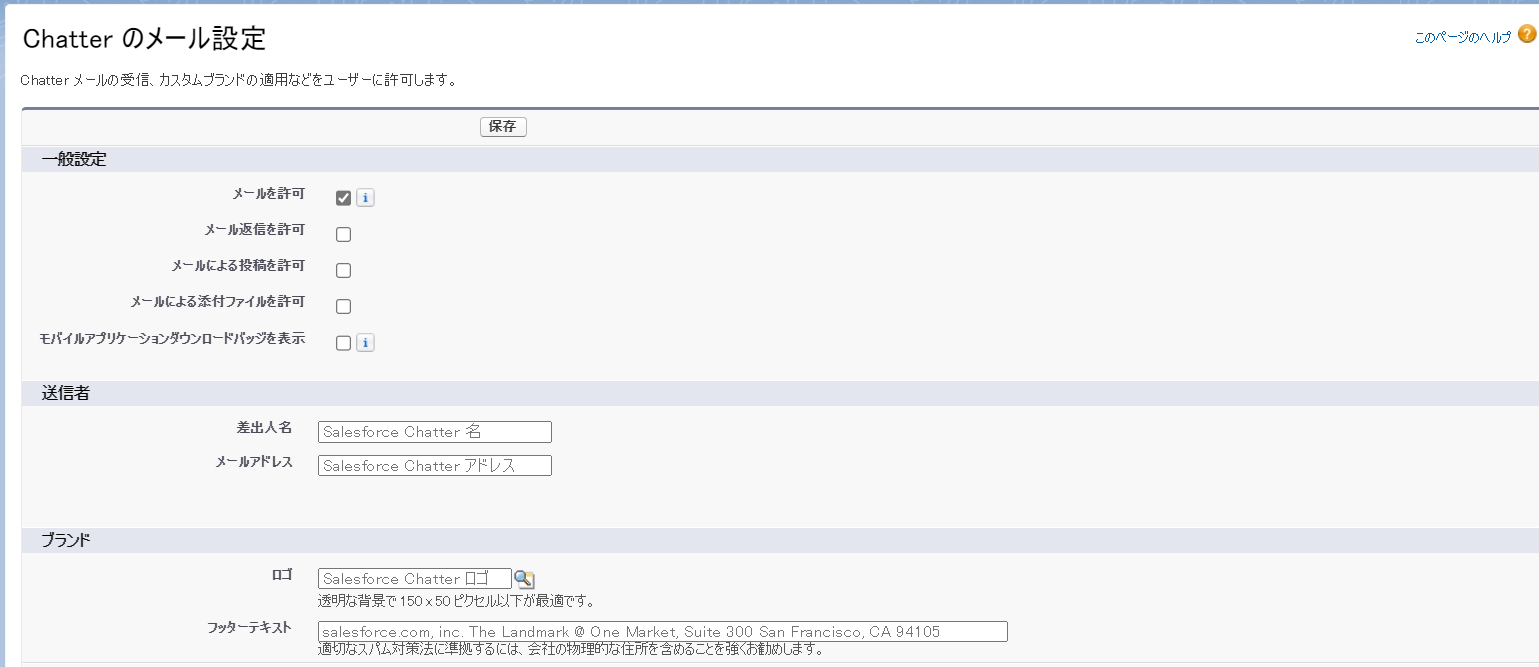 Chatter のメール設定
このページのヘルプ ?
Chatter メールの受信、カスタムブランドの適用などをユーザーに許可します。
保存
一般設定
メールを許可 i
メール返信を許可
メールによる投稿を許可
メールによる添付ファイルを許可
モバイルアプリケーションダウンロードバッジを表示 i
送信者
差出人名 Salesforce Chatter 名
メールアドレス Salesforce Chatter アドレス
ブランド
ロゴ Salesforce Chatter ロゴ
透明な背景で 150 x 50 ピクセル以下が最適です。
フッターテキスト salesforce.com, inc. The Landmark @ One Market, Suite 300 San Francisco, CA 94105
適切なスパム対策法に準拠するには、会社の物理的な住所を含めることを強くお勧めします。